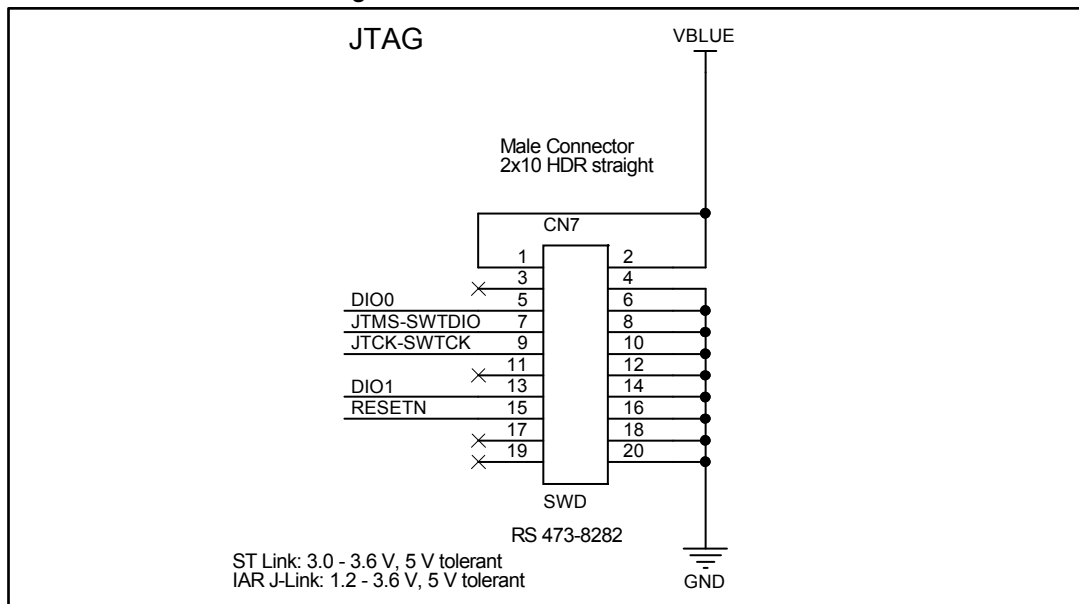 JTAG
VBLUE
Male Connector
2x10 HDR straight
CN7
1 2
3 4
DIO0 5 6
JTMS-SWTDIO 7 8
JTCK-SWTCK 9 10
11 12
DIO1 13 14
RESETN 15 16
17 18
19 20
SWD
RS 473-8282
ST Link: 3.0 - 3.6 V, 5 V tolerant
IAR J-Link: 1.2 - 3.6 V, 5 V tolerant
GND